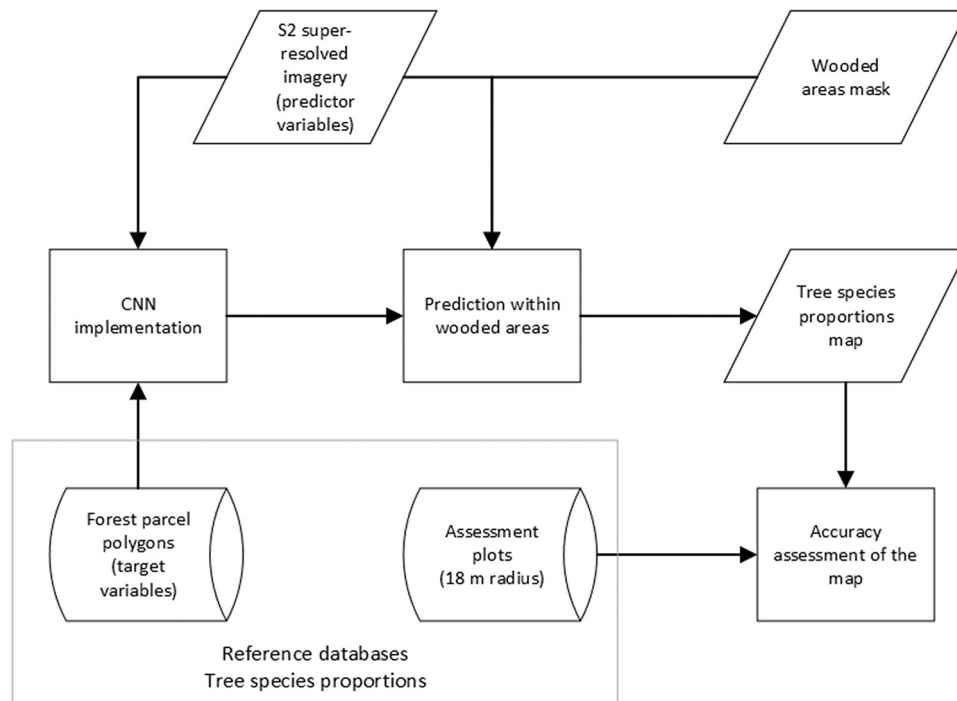 S2 super-
resolved
imagery
(predictor
variables)
Wooded
areas mask
CNN
implementation
Prediction within
wooded areas
Tree species
proportions
map
Forest parcel
polygons
(target
variables)
Assessment
plots
(18 m radius)
Accuracy
assessment of the
map
Reference databases
Tree species proportions